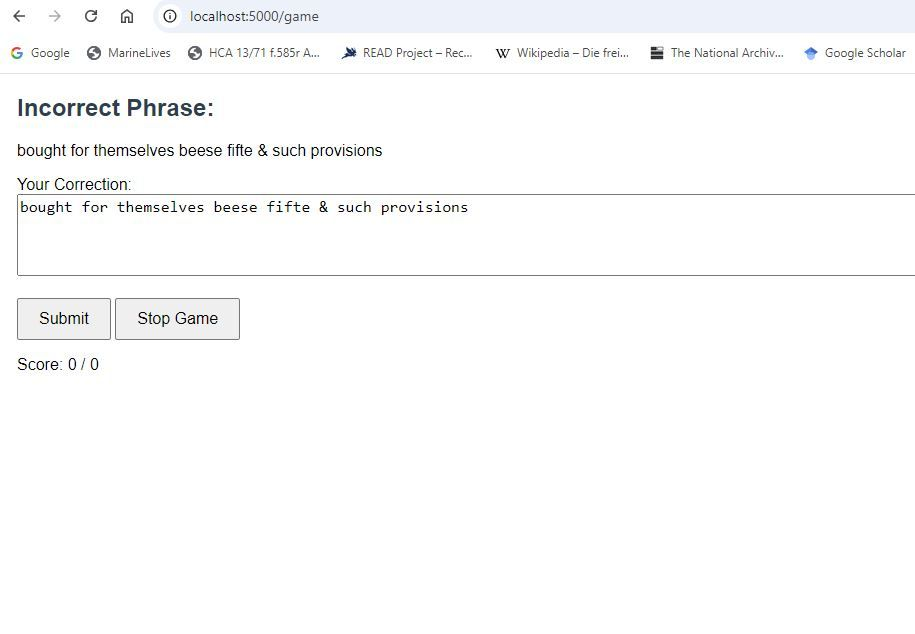 localhost:5000/game
Google MarineLives HCA 13/71 f.585r A... READ Project – Rec... Wikipedia – Die frei... The National Archiv... Google Scholar
Incorrect Phrase:
bought for themselves beese fifte & such provisions
Your Correction:
bought for themselves beese fifte & such provisions
Submit Stop Game
Score: 0 / 0